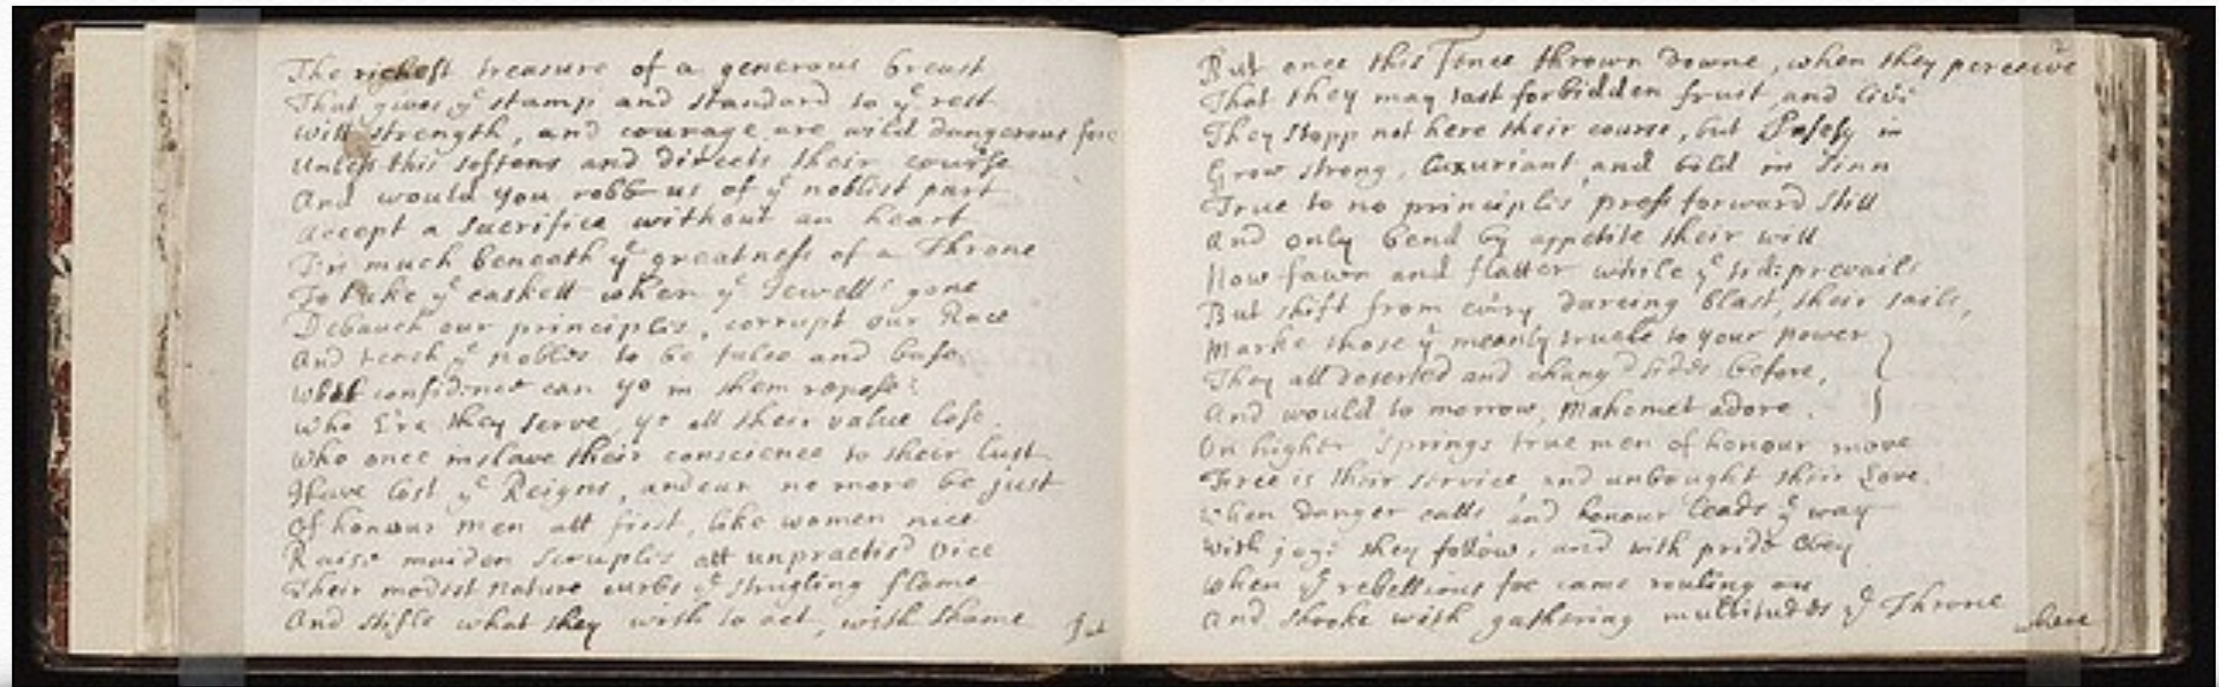 The richest treasure of a generous breast
That gives yᵉ stamp and standard to yᵉ rest
witt strength, and courage are wild dangerous forc
Unless this softens and directs their course
And would you robb us of yᵉ noblest part
Accept a sacrifice without an heart
T'is much beneath yᵉ greatness of a Throne
To take yᵉ caskett when yᵉ Jewell's gone
Debauch our principles, corrupt our Race
And teach yᵉ nobles to be false and base
What confidence can yo in them repose:
Who E're they serve, yo all their value lose.
Who once inslave their conscience to their lust
Have lost yᵉ Reigns, and can no more be just
Of honour men att first, like women nice
Raise maiden scruples att unpractisd vice
Their modest nature curbs yᵉ strugling flame
And stifle what they wish to act, with shame
But
2
But once this fence thrown downe, when they perceive
That they may tast forbidden fruit and live
They stopp not here their course, but safely in
Grow strong, luxuriant, and bold in sinn
True to no principles press forward still
And only bend by appetite their will
Now fawn and flatter while yᵉ tide prevails
But shift from every dareing blast, their sails,
Marke those yᵗ meanly truckle to your power
They all deserted and chang'd sides before,
And would to morrow, Mahomet adore.
On higher springs true men of honour move
Free is their service and unbought their Love.
When danger calls and honour leads yᵉ way
With joy they follow, and with pride obey
When yᵉ rebellious foe came rouling on
And shooke with gathering multitudes yᵉ Throne
where